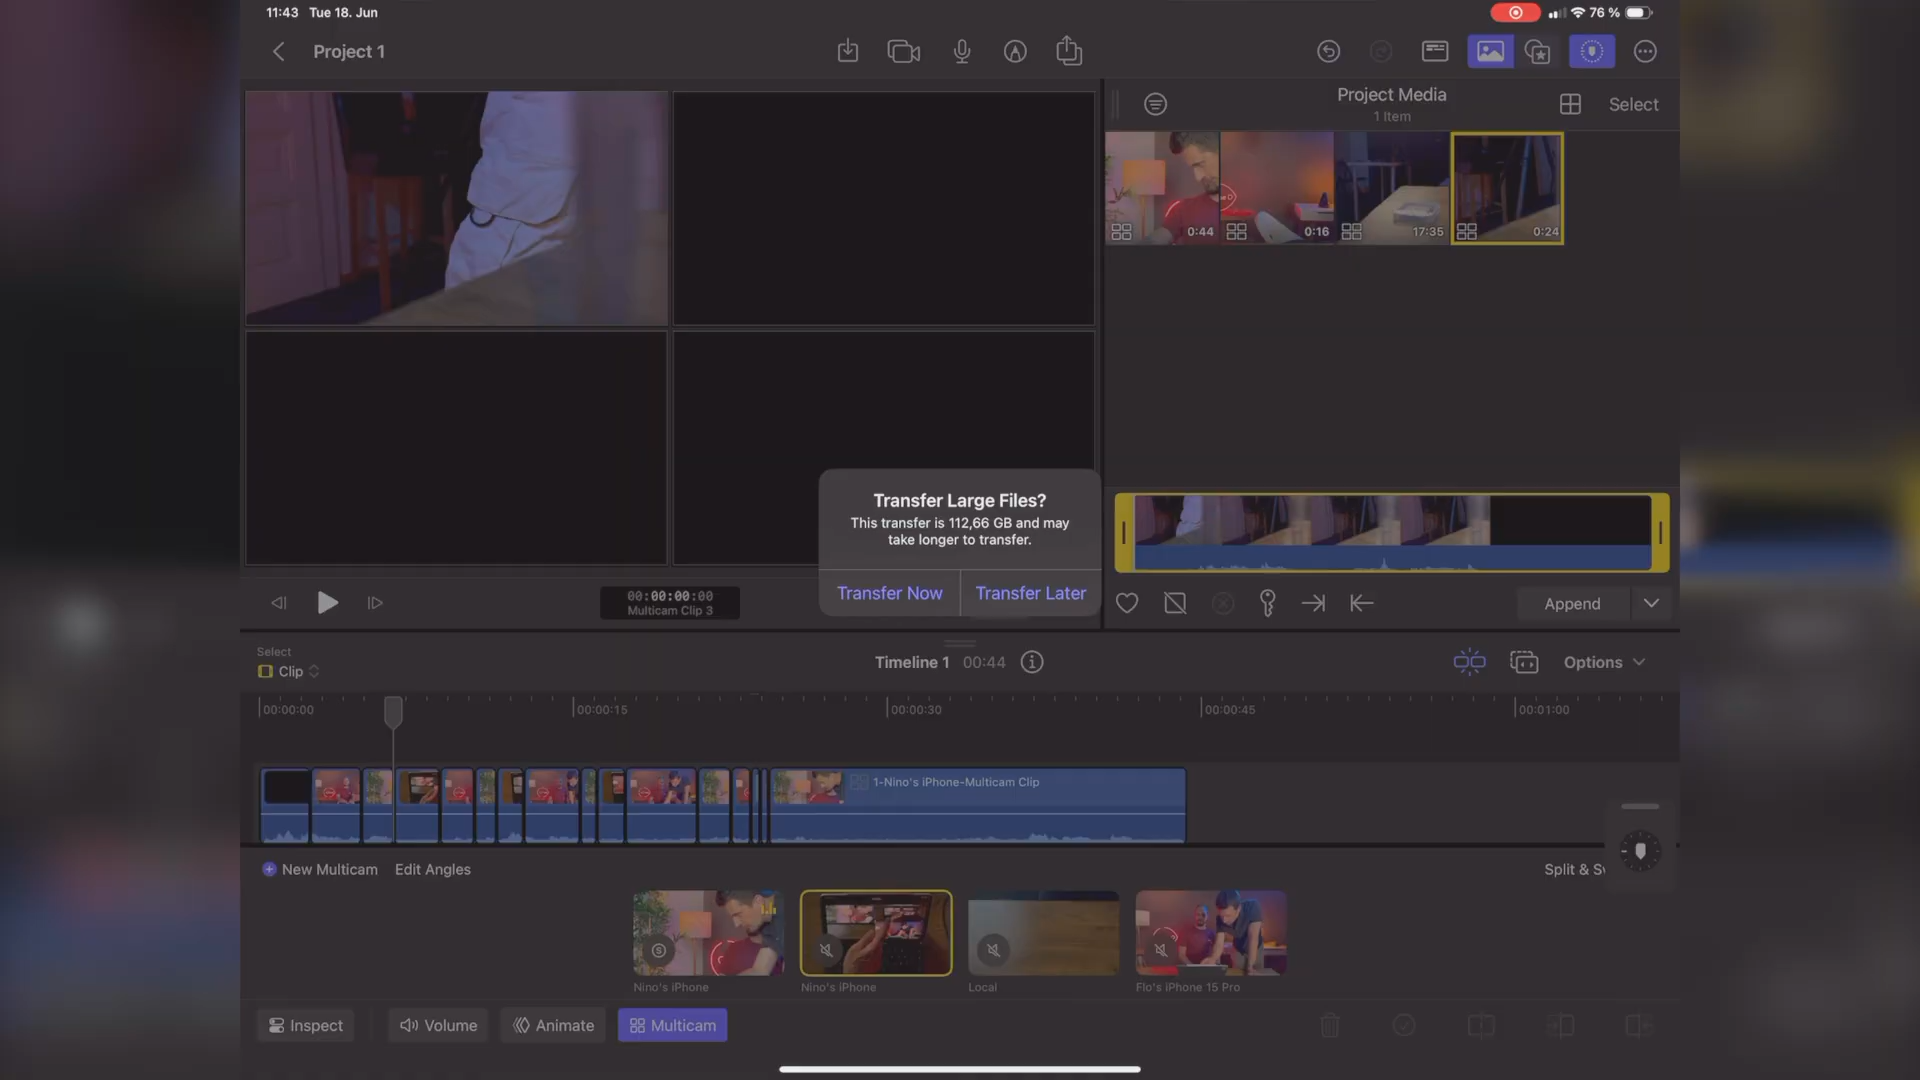 11:43 Tue 18. Jun
76 %
Project 1
Project Media
1 Item
Select
0:44
0:16
17:35
0:24
Transfer Large Files?
This transfer is 112,66 GB and may
take longer to transfer.
Transfer Now
Transfer Later
00:00:00:00
Multicam Clip 3
Append
Select
Clip
Timeline 1 00:44
Options
00:00:00
00:00:15
00:00:30
00:00:45
00:01:00
1-Nino's iPhone-Multicam Clip
New Multicam
Edit Angles
Split & S
Nino's iPhone
Nino's iPhone
Local
Flo's iPhone 15 Pro
Inspect
Volume
Animate
Multicam